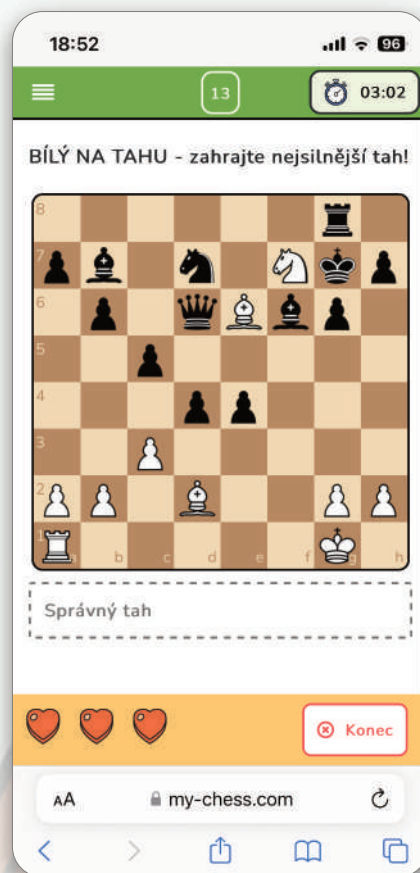 18:52
96
13
03:02
BÍLÝ NA TAHU - zahrajte nejsilnější tah!
8
7
6
5
4
3
2
1
a b c d e f g h
Správný tah
Konec
AA my-chess.com